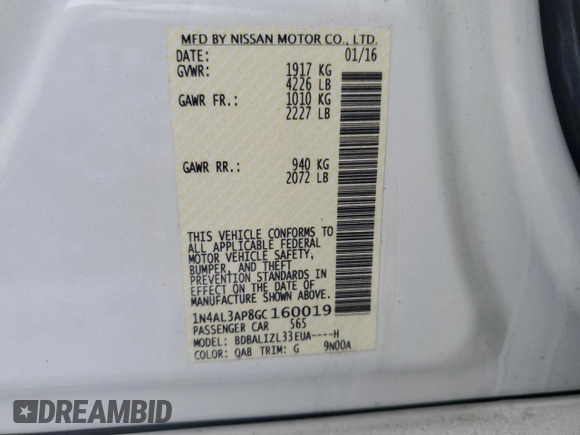 MFD BY NISSAN MOTOR CO., LTD.
DATE: 01/16
GVWR: 1917 KG
4226 LB
GAWR FR.: 1010 KG
2227 LB
GAWR RR.: 940 KG
2072 LB
THIS VEHICLE CONFORMS TO
ALL APPLICABLE FEDERAL
MOTOR VEHICLE SAFETY,
BUMPER, AND THEFT
PREVENTION STANDARDS IN
EFFECT ON THE DATE OF
MANUFACTURE SHOWN ABOVE.
1N4AL3AP8GC160019
PASSENGER CAR 565
MODEL: BDBALIZL33EUA----H
COLOR: QAB TRIM: G 9N00A
DREAMBID